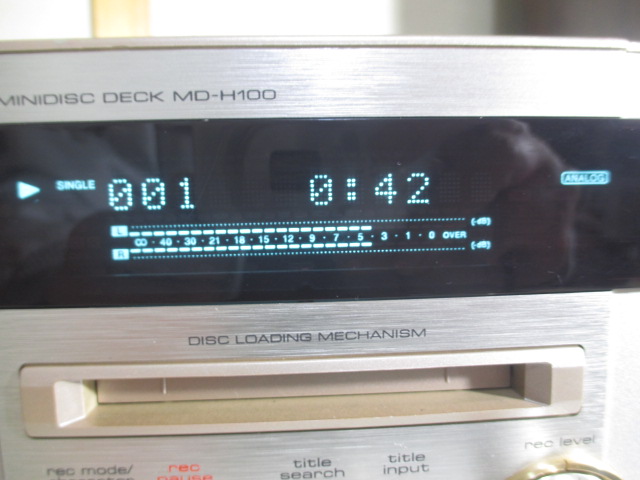 MINIDISC DECK MD-H100
SINGLE 001 0:42 ANALOG
L (-dB)
∞ · 40 · 30 · 21 · 18 · 15 · 12 · 9 · 7 · 5 · 3 · 1 · 0 OVER
R (-dB)
DISC LOADING MECHANISM
rec mode/
rec
pause
title
search
title
input
rec level